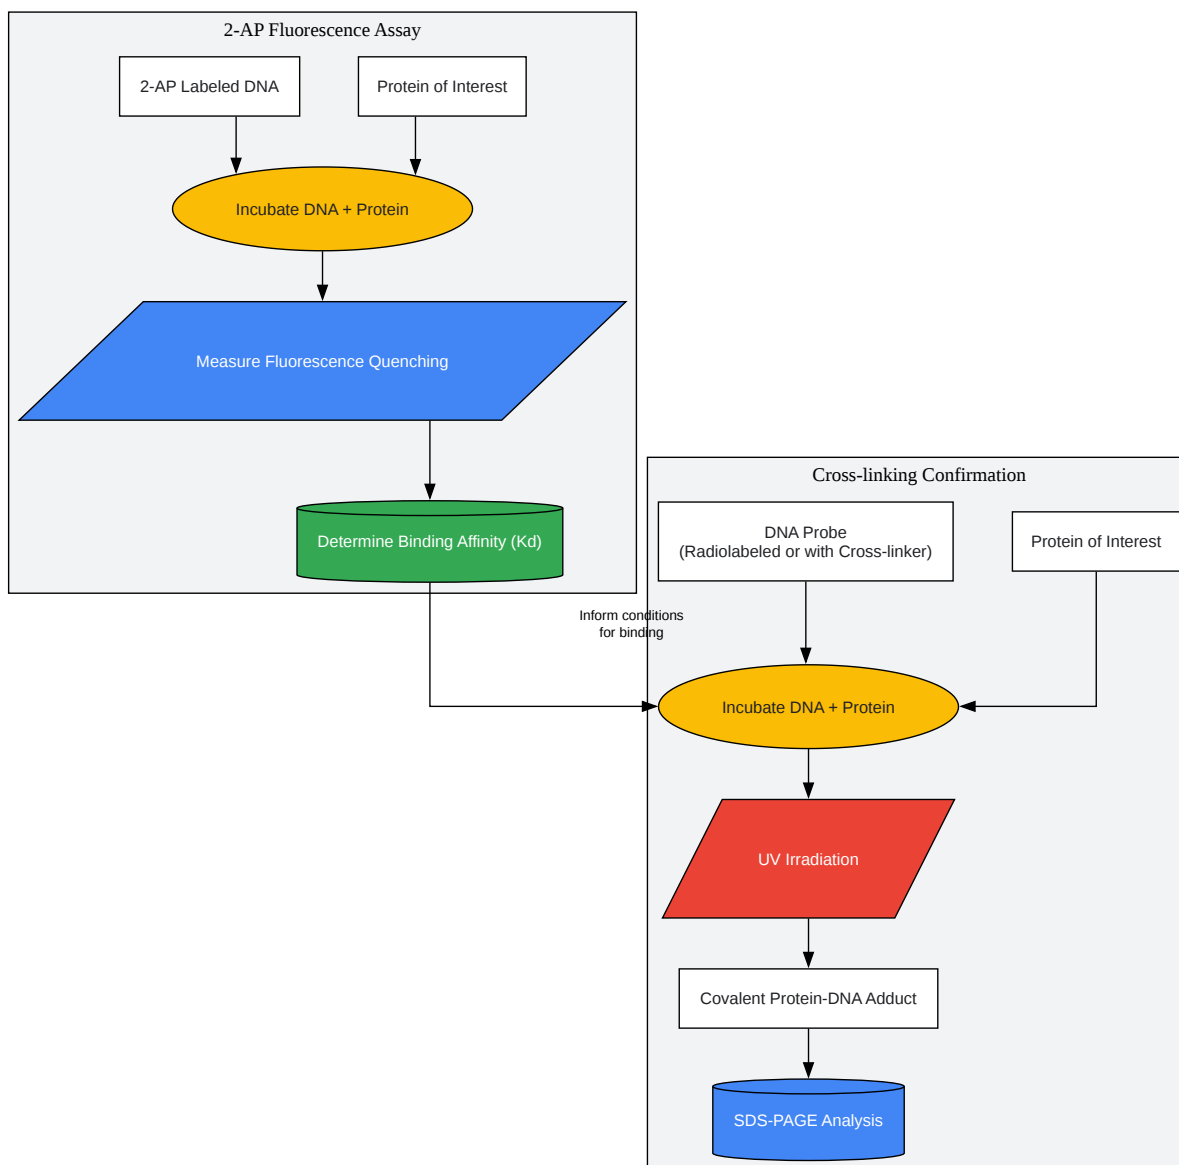 2-AP Fluorescence Assay
2-AP Labeled DNA
Protein of Interest
Incubate DNA + Protein
Measure Fluorescence Quenching
Determine Binding Affinity (Kd)
Inform conditions
for binding
Cross-linking Confirmation
DNA Probe
(Radiolabeled or with Cross-linker)
Protein of Interest
Incubate DNA + Protein
UV Irradiation
Covalent Protein-DNA Adduct
SDS-PAGE Analysis